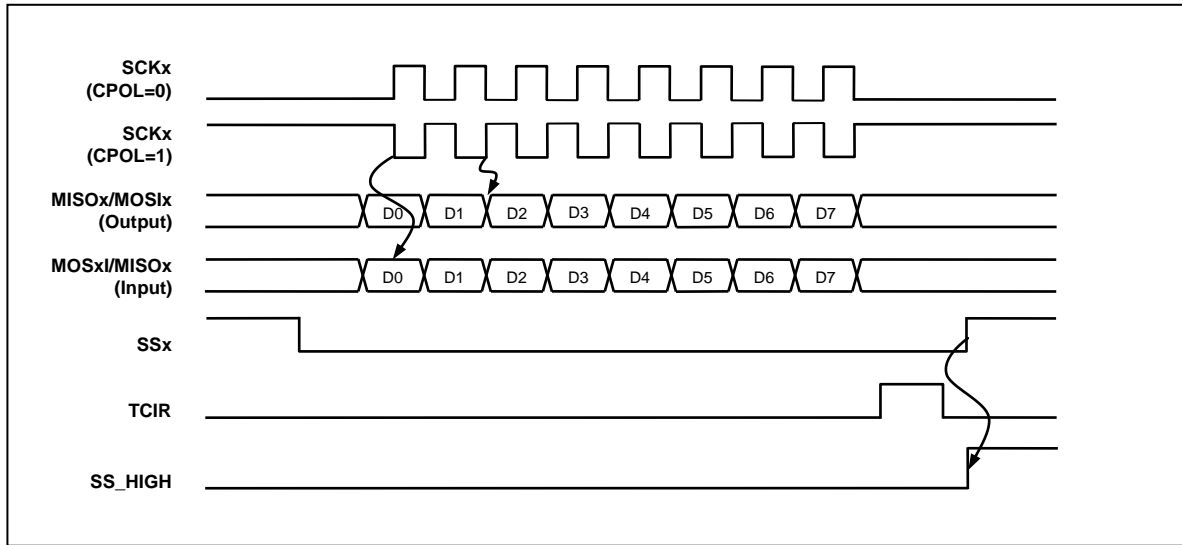 SCKx
(CPOL=0)
SCKx
(CPOL=1)
MISOx/MOSIx
(Output)
D0 D1 D2 D3 D4 D5 D6 D7
MOSxI/MISOx
(Input)
D0 D1 D2 D3 D4 D5 D6 D7
SSx
TCIR
SS_HIGH